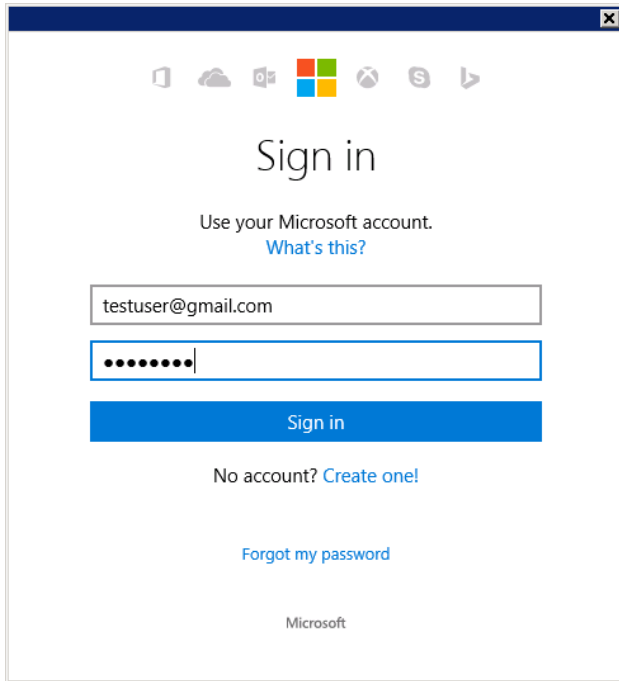 Sign in
Use your Microsoft account.
What's this?
testuser@gmail.com
••••••••
Sign in
No account? Create one!
Forgot my password
Microsoft